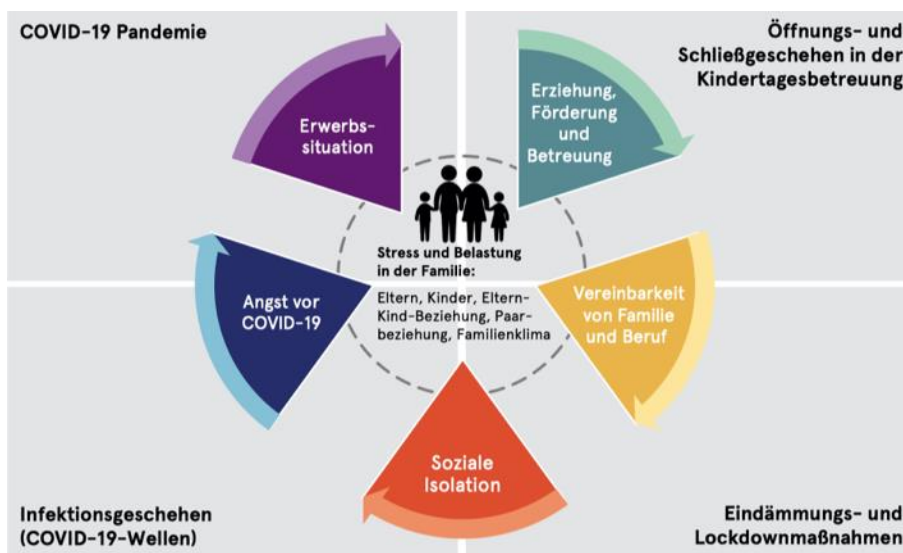 COVID-19 Pandemie
Öffnungs- und
Schließgeschehen in der
Kindertagesbetreuung
Erwerbs-
situation
Erziehung,
Förderung
und
Betreuung
Stress und Belastung
in der Familie:
Eltern, Kinder, Eltern-
Kind-Beziehung, Paar-
beziehung, Familienklima
Angst vor
COVID-19
Vereinbarkeit
von Familie
und Beruf
Soziale
Isolation
Infektionsgeschehen
(COVID-19-Wellen)
Eindämmungs- und
Lockdownmaßnahmen